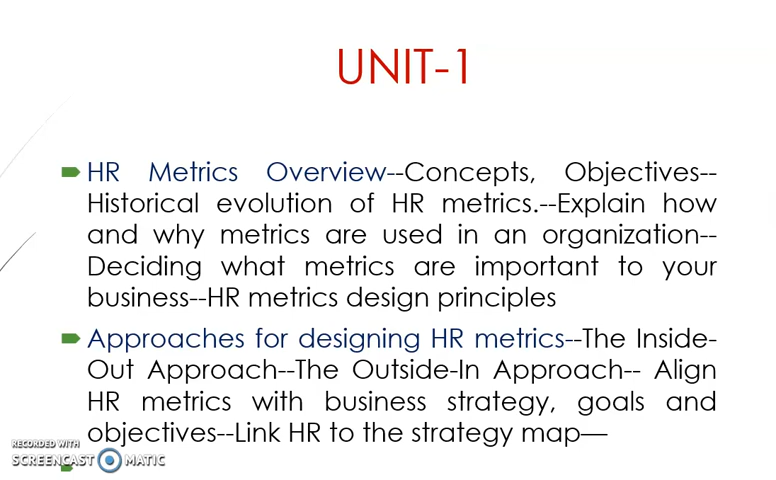 UNIT-1
HR Metrics Overview--Concepts, Objectives--
Historical evolution of HR metrics.--Explain how
and why metrics are used in an organization--
Deciding what metrics are important to your
business--HR metrics design principles
Approaches for designing HR metrics--The Inside-
Out Approach--The Outside-In Approach-- Align
HR metrics with business strategy, goals and
objectives--Link HR to the strategy map—
RECORDED WITH
SCREENCAST MATIC